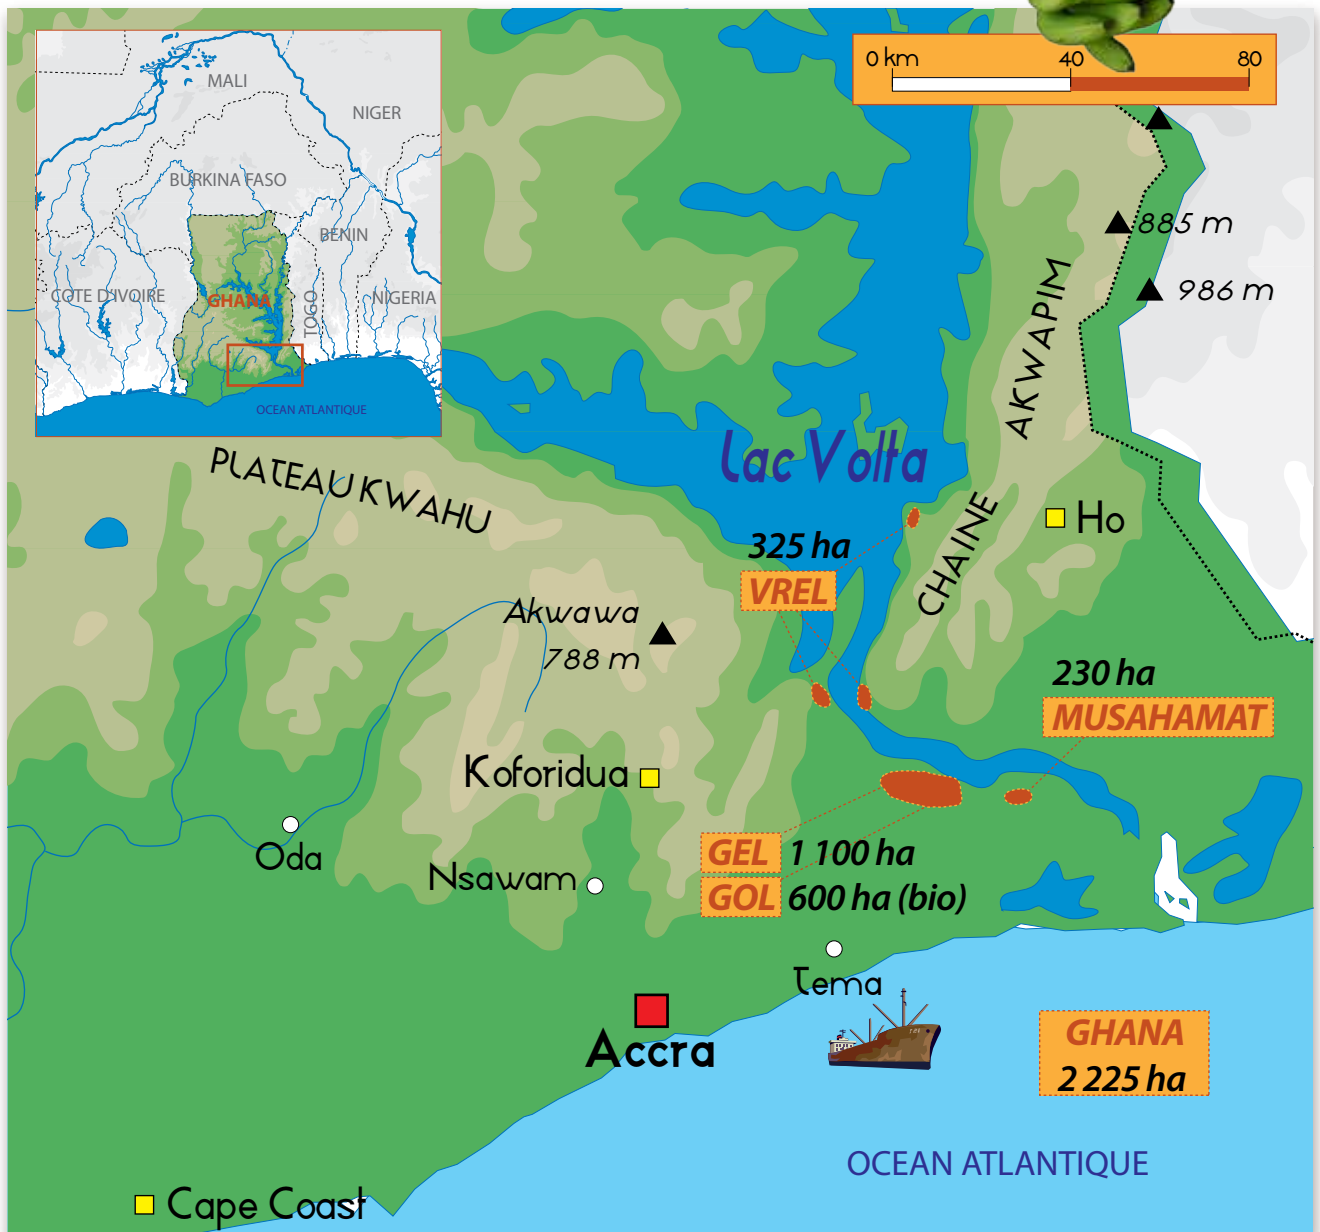 0 km 40 80
MALI
NIGER
BURKINA FASO
BENIN
COTE D'IVOIRE
GHANA
TOGO
NIGERIA
OCEAN ATLANTIQUE
885 m
986 m
CHAINE AKWAPIM
Lac Volta
PLATEAU KWAHU
Ho
325 ha
VREL
Akwawa
788 m
230 ha
MUSAHAMAT
Koforidua
Oda
Nsawam
GEL 1 100 ha
GOL 600 ha (bio)
Tema
Accra
GHANA
2 225 ha
OCEAN ATLANTIQUE
Cape Coast